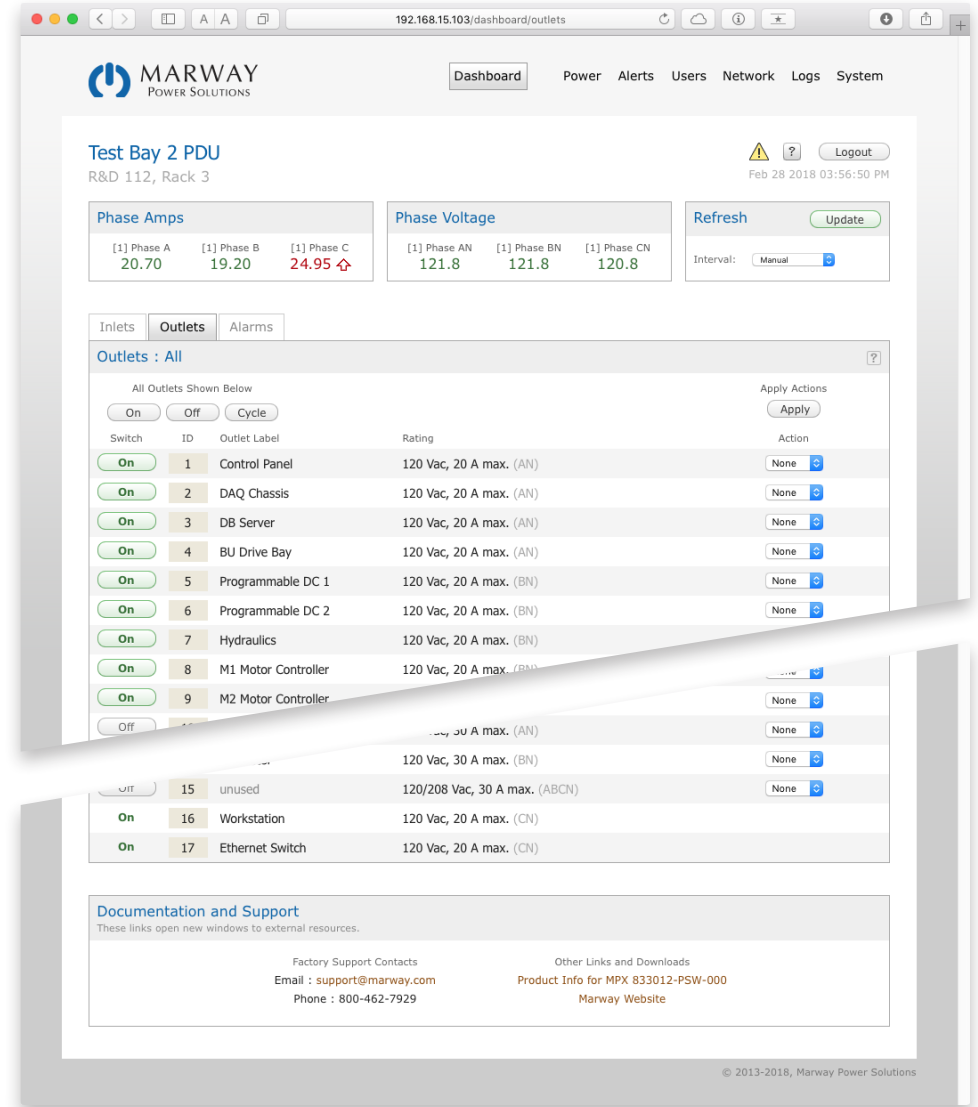 192.168.15.103/dashboard/outlets
MARWAY
POWER SOLUTIONS
Dashboard Power Alerts Users Network Logs System
Test Bay 2 PDU
R&D 112, Rack 3
? Logout
Feb 28 2018 03:56:50 PM
Phase Amps
[1] Phase A [1] Phase B [1] Phase C
20.70 19.20 24.95
Phase Voltage
[1] Phase AN [1] Phase BN [1] Phase CN
121.8 121.8 120.8
Refresh Update
Interval: Manual
Inlets Outlets Alarms
Outlets : All ?
All Outlets Shown Below Apply Actions
On Off Cycle Apply
Switch ID Outlet Label Rating Action
On 1 Control Panel 120 Vac, 20 A max. (AN) None
On 2 DAQ Chassis 120 Vac, 20 A max. (AN) None
On 3 DB Server 120 Vac, 20 A max. (AN) None
On 4 BU Drive Bay 120 Vac, 20 A max. (AN) None
On 5 Programmable DC 1 120 Vac, 20 A max. (BN) None
On 6 Programmable DC 2 120 Vac, 20 A max. (BN) None
On 7 Hydraulics 120 Vac, 20 A max. (BN)
On 8 M1 Motor Controller 120 Vac, 20 A max. (BN)
On 9 M2 Motor Controller None
Off 30 A max. (AN) None
120 Vac, 30 A max. (BN) None
Off 15 unused 120/208 Vac, 30 A max. (ABCN) None
On 16 Workstation 120 Vac, 20 A max. (CN)
On 17 Ethernet Switch 120 Vac, 20 A max. (CN)
Documentation and Support
These links open new windows to external resources.
Factory Support Contacts
Email : support@marway.com
Phone : 800-462-7929
Other Links and Downloads
Product Info for MPX 833012-PSW-000
Marway Website
© 2013-2018, Marway Power Solutions